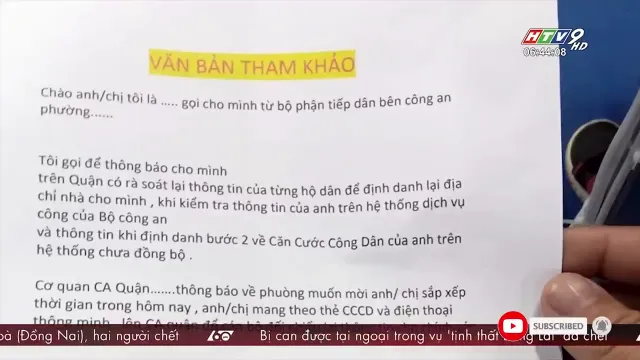 HTV9 HD
06:44:08
VĂN BẢN THAM KHẢO
Chào anh/chị tôi là ..... gọi cho mình từ bộ phận tiếp dân bên công an
phường......
Tôi gọi để thông báo cho mình
trên Quận có rà soát lại thông tin của từng hộ dân để định danh lại địa
chỉ nhà cho mình , khi kiểm tra thông tin của anh trên hệ thống dịch vụ
công của Bộ công an
và thông tin khi định danh bước 2 về Căn Cước Công Dân của anh trên
hệ thống chưa đồng bộ .
Cơ quan CA Quận.......thông báo về phường muốn mời anh/ chị sắp xếp
thời gian trong hôm nay , anh/chị mang theo thẻ CCCD và điện thoại
thông minh lên CA quận để
SUBSCRIBED
bà (Đồng Nai), hai người chết
60s
Bị can được tại ngoại trong vụ 'tịnh thất